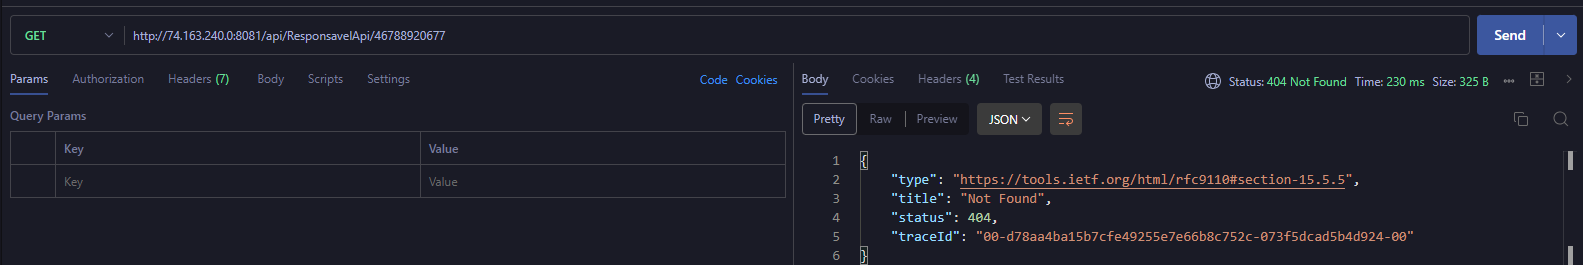 GET http://74.163.240.0:8081/api/ResponsavelApi/46788920677 Send
Params Authorization Headers (7) Body Scripts Settings Code Cookies
Query Params
Key Value
Key Value
Body Cookies Headers (4) Test Results Status: 404 Not Found Time: 230 ms Size: 325 B
Pretty Raw Preview JSON
1 {
2 "type": "https://tools.ietf.org/html/rfc9110#section-15.5.5",
3 "title": "Not Found",
4 "status": 404,
5 "traceId": "00-d78aa4ba15b7cfe49255e7e66b8c752c-073f5dcad5b4d924-00"
6 }